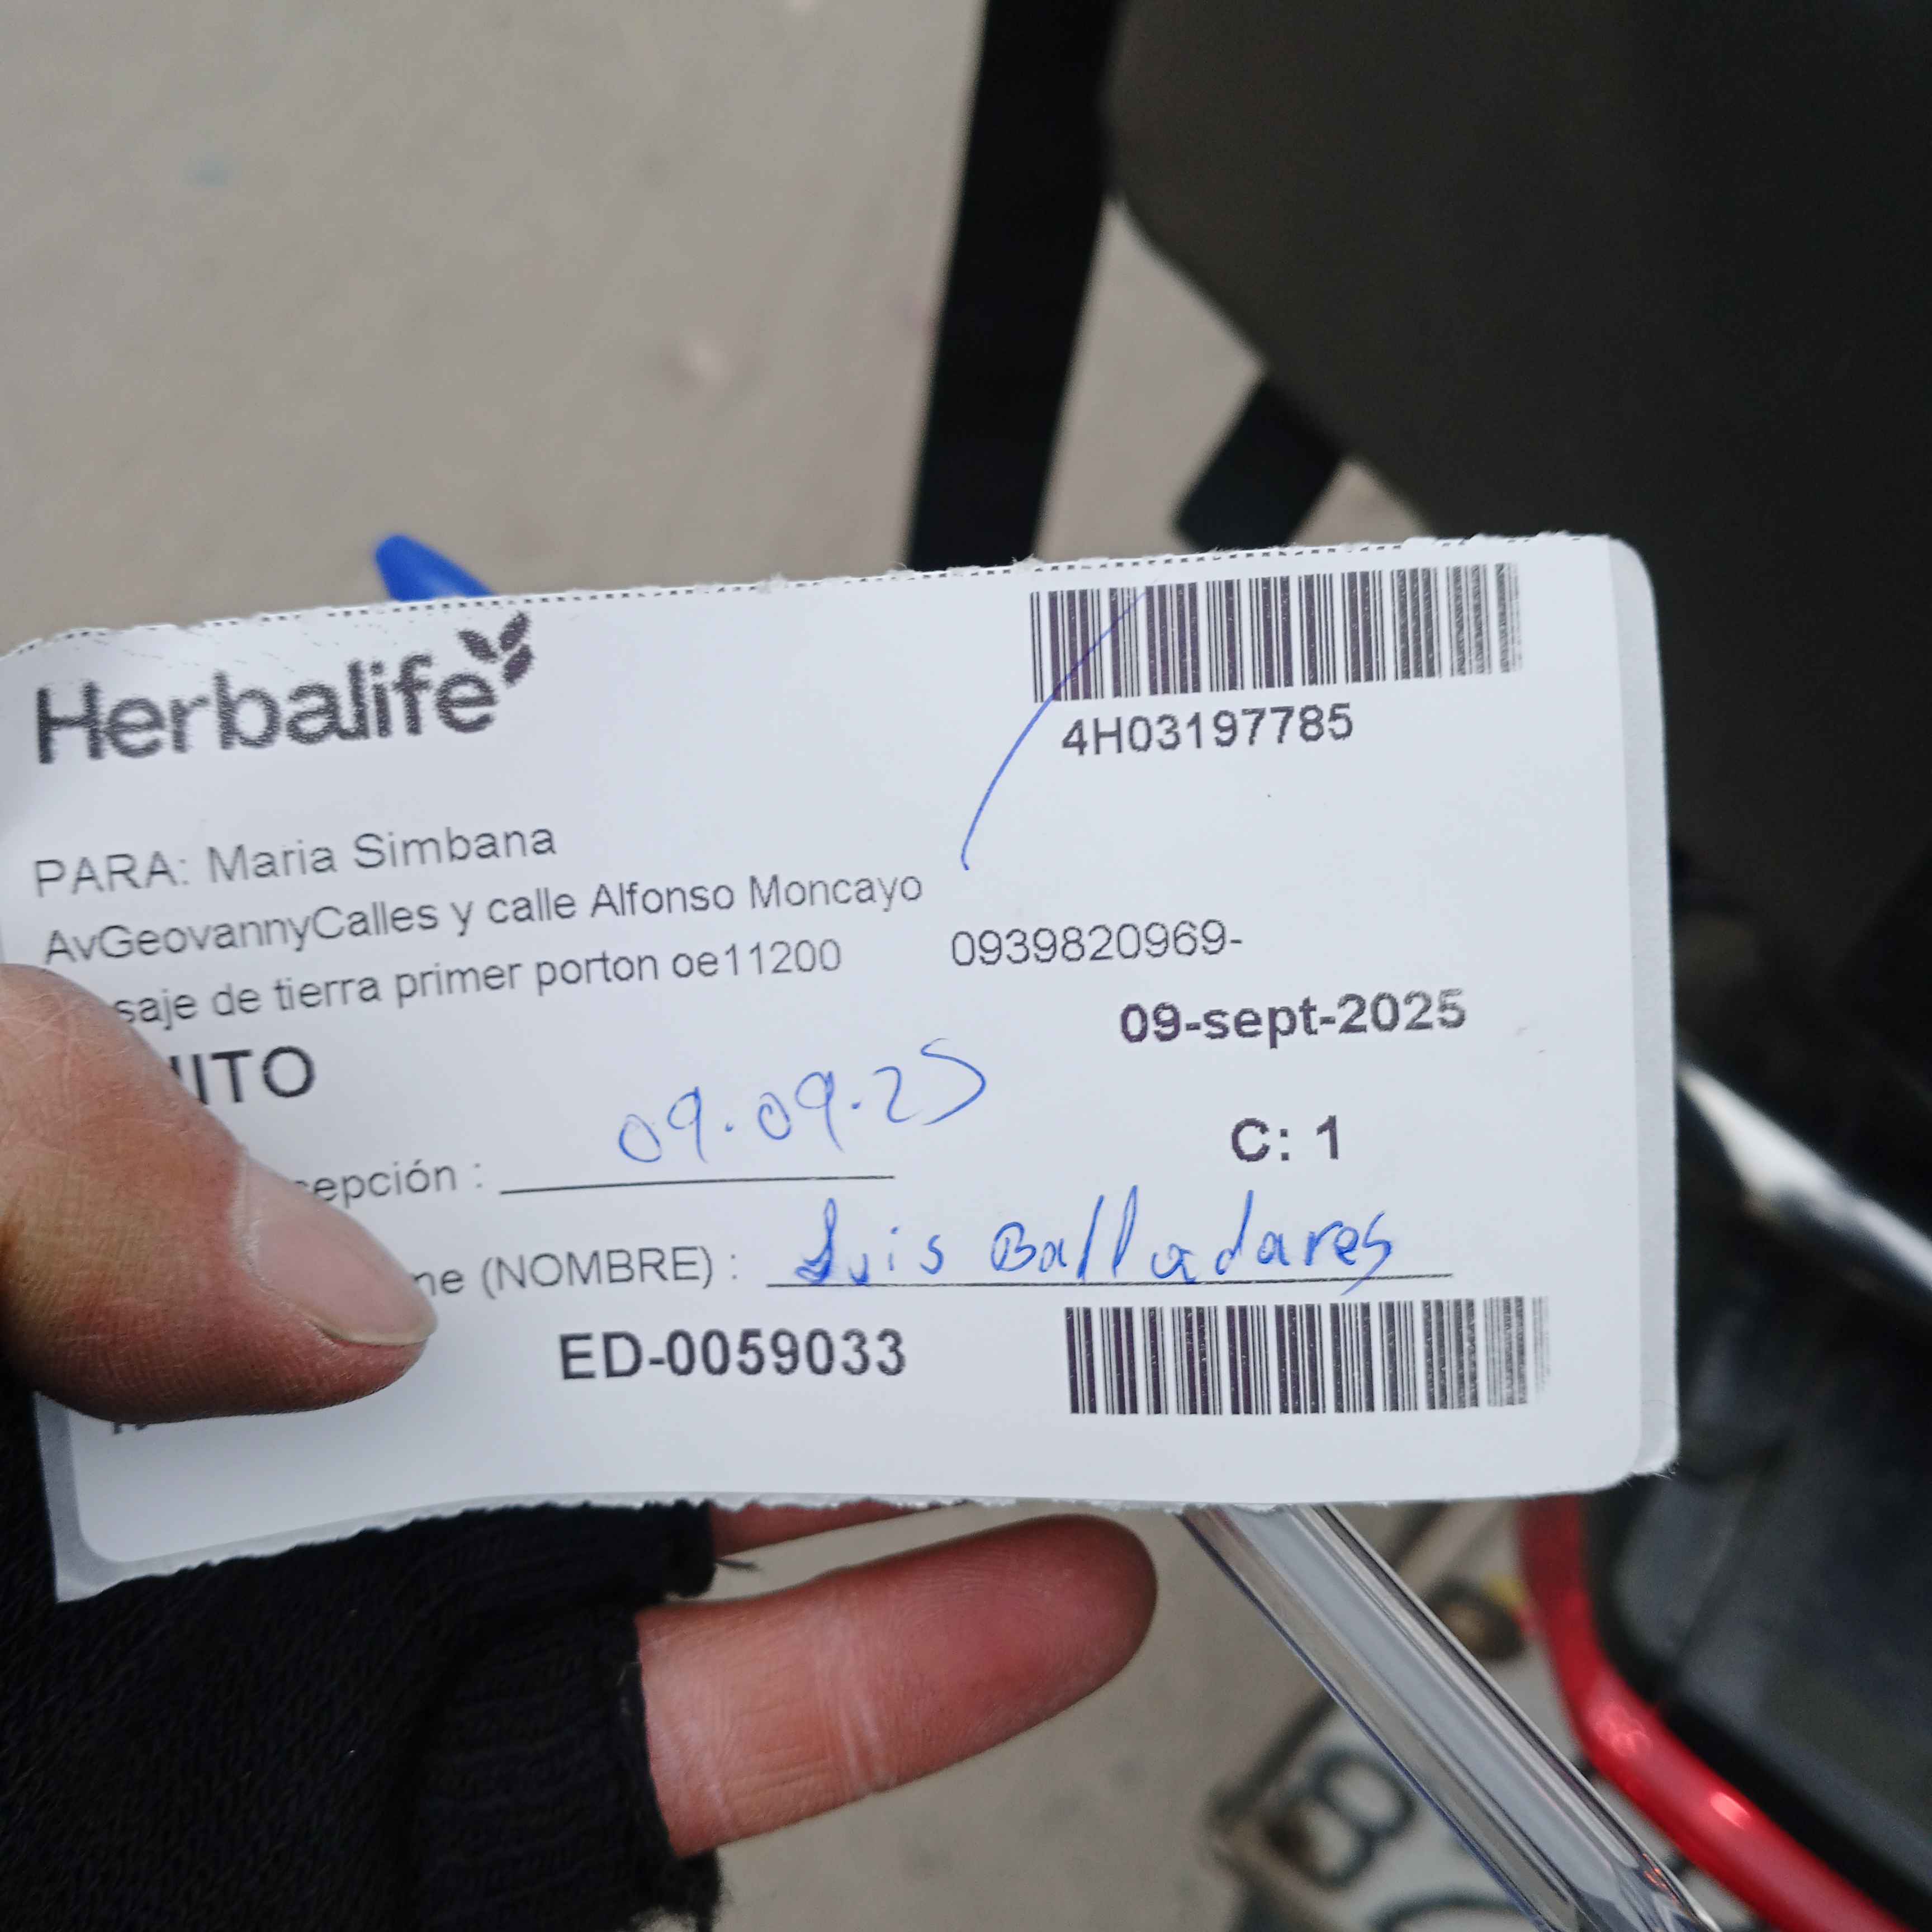 Herbalife
4H03197785
PARA: Maria Simbana
AvGeovannyCalles y calle Alfonso Moncayo
saje de tierra primer porton oe11200
0939820969-
09-sept-2025
ITO
epción : 09.09.25
C: 1
ne (NOMBRE) : Luis Balladares
ED-0059033